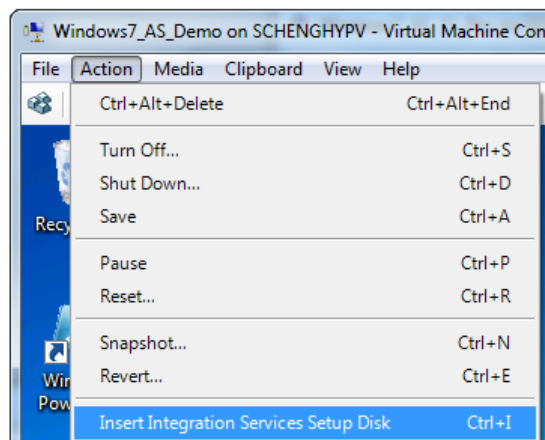 Windows7_AS_Demo on SCHENGHYPV - Virtual Machine Con
File Action Media Clipboard View Help
Ctrl+Alt+Delete Ctrl+Alt+End
Turn Off... Ctrl+S
Shut Down... Ctrl+D
Save Ctrl+A
Recy
Pause Ctrl+P
Reset... Ctrl+R
Snapshot... Ctrl+N
Revert... Ctrl+E
Win
Pow
Insert Integration Services Setup Disk Ctrl+I